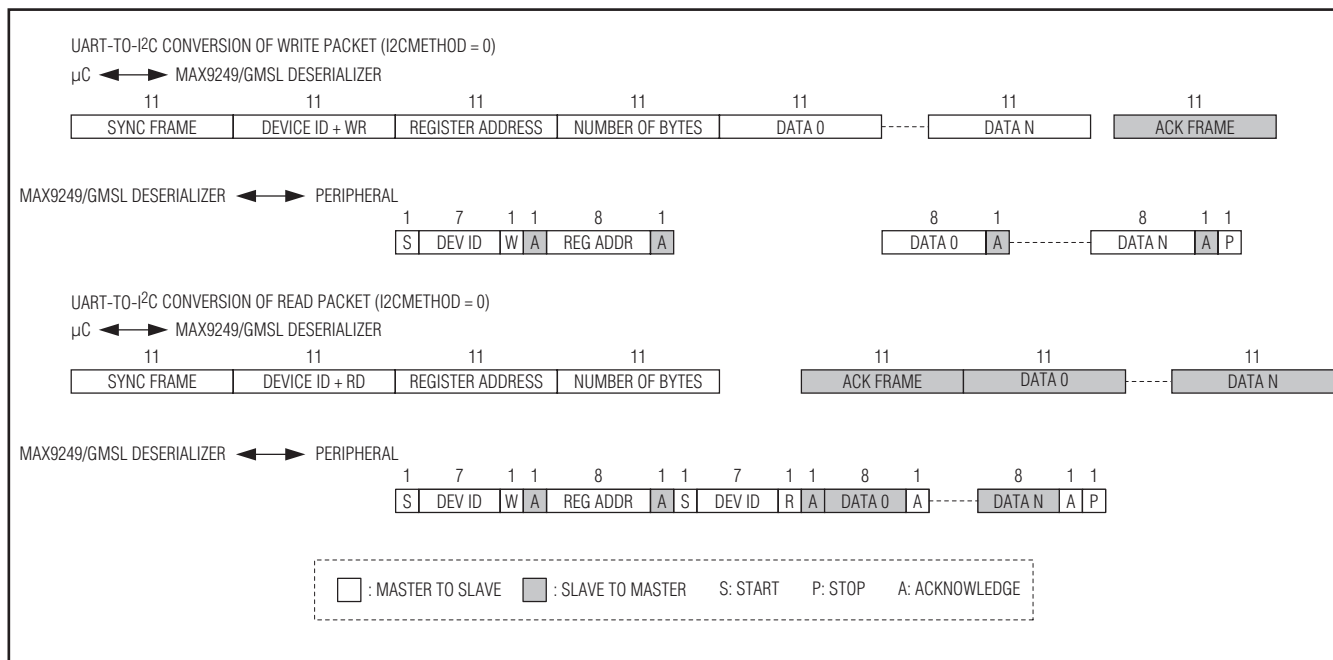 UART-TO-I2C CONVERSION OF WRITE PACKET (I2CMETHOD = 0)
µC MAX9249/GMSL DESERIALIZER
11 11 11 11 11 11 11
SYNC FRAME DEVICE ID + WR REGISTER ADDRESS NUMBER OF BYTES DATA 0 DATA N ACK FRAME
MAX9249/GMSL DESERIALIZER PERIPHERAL
1 7 1 1 8 1 8 1 8 1 1
S DEV ID W A REG ADDR A DATA 0 A DATA N A P
UART-TO-I2C CONVERSION OF READ PACKET (I2CMETHOD = 0)
µC MAX9249/GMSL DESERIALIZER
11 11 11 11 11 11 11
SYNC FRAME DEVICE ID + RD REGISTER ADDRESS NUMBER OF BYTES ACK FRAME DATA 0 DATA N
MAX9249/GMSL DESERIALIZER PERIPHERAL
1 7 1 1 8 1 1 7 1 1 8 1 8 1 1
S DEV ID W A REG ADDR A S DEV ID R A DATA 0 A DATA N A P
: MASTER TO SLAVE : SLAVE TO MASTER S: START P: STOP A: ACKNOWLEDGE